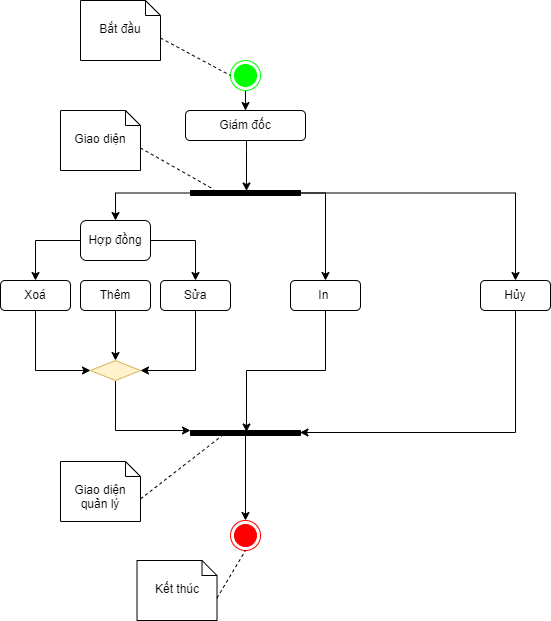 Bắt đầu
Giám đốc
Giao diện
Hợp đồng
Xoá
Thêm
Sửa
In
Hủy
Giao diện
quản lý
Kết thúc